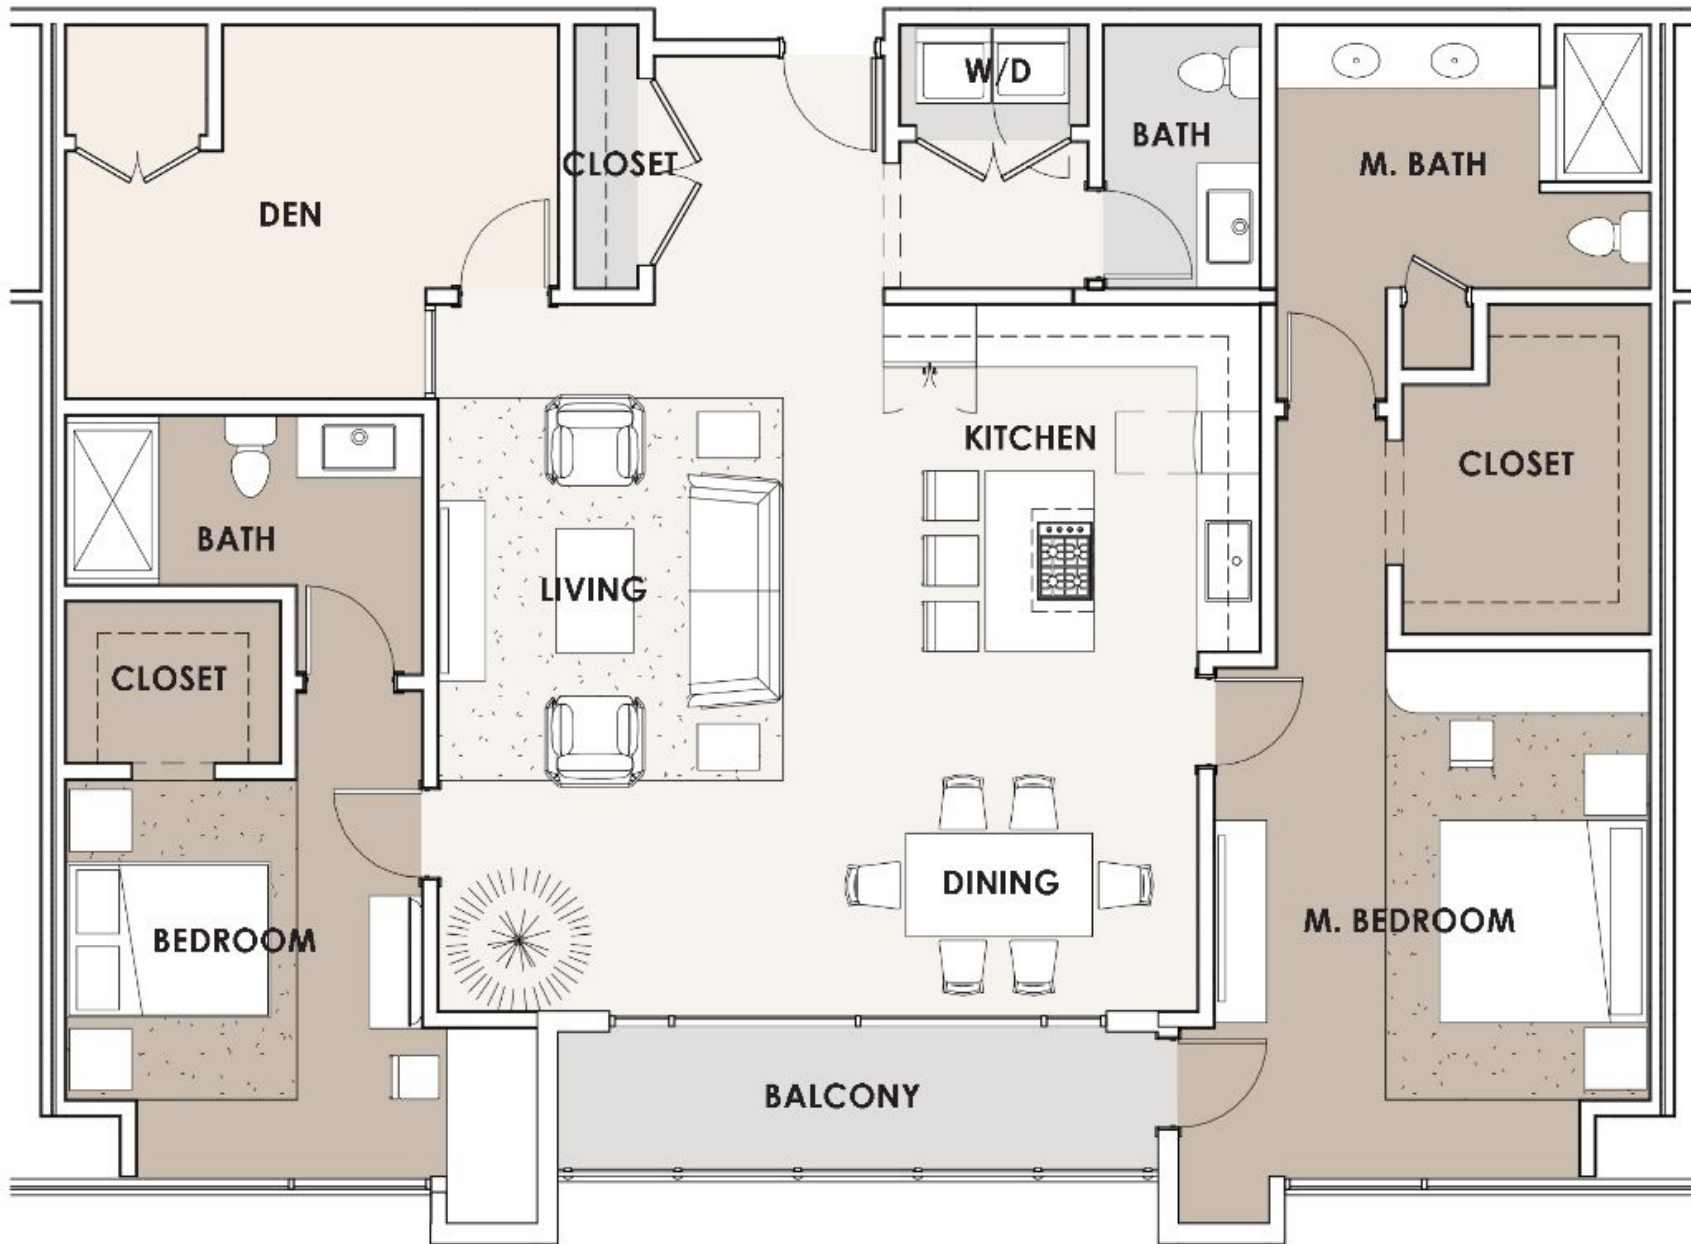 W/D
BATH
CLOSET
M. BATH
DEN
KITCHEN
CLOSET
BATH
LIVING
CLOSET
DINING
M. BEDROOM
BEDROOM
BALCONY